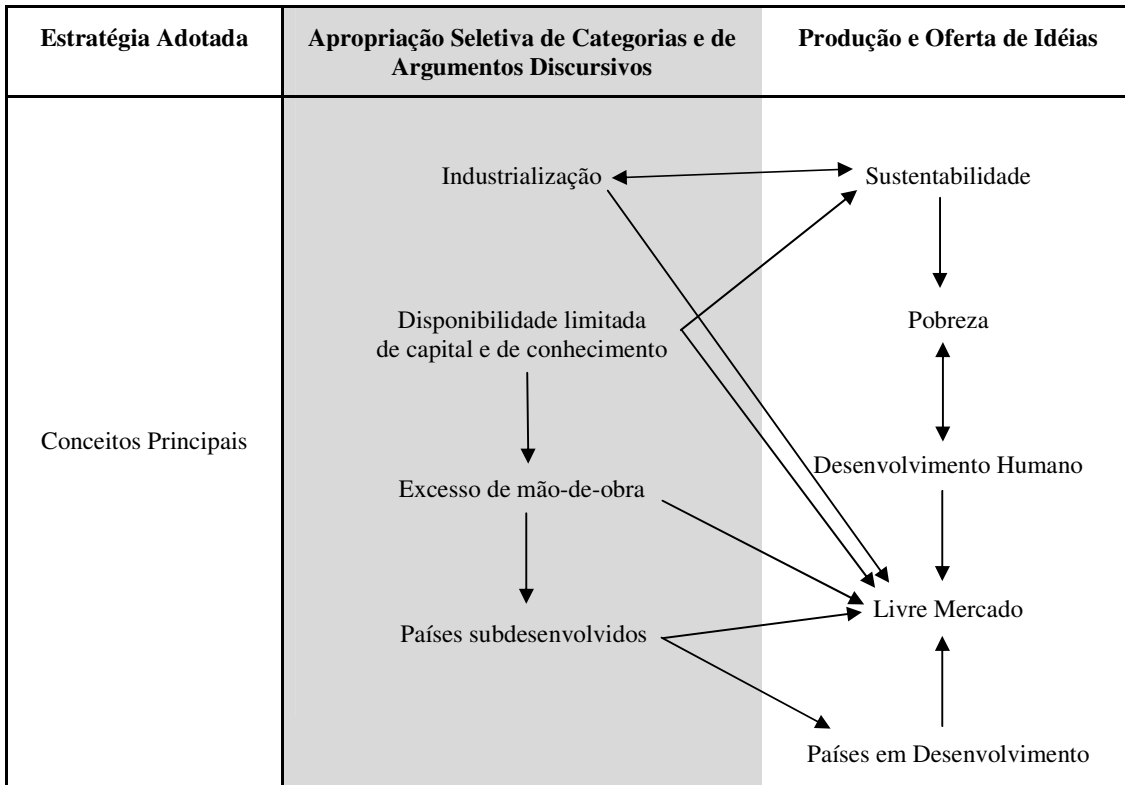 Estratégia Adotada
Apropriação Seletiva de Categorias e de
Argumentos Discursivos
Produção e Oferta de Idéias
Conceitos Principais
Industrialização
Disponibilidade limitada
de capital e de conhecimento
Excesso de mão-de-obra
Países subdesenvolvidos
Sustentabilidade
Pobreza
Desenvolvimento Humano
Livre Mercado
Países em Desenvolvimento